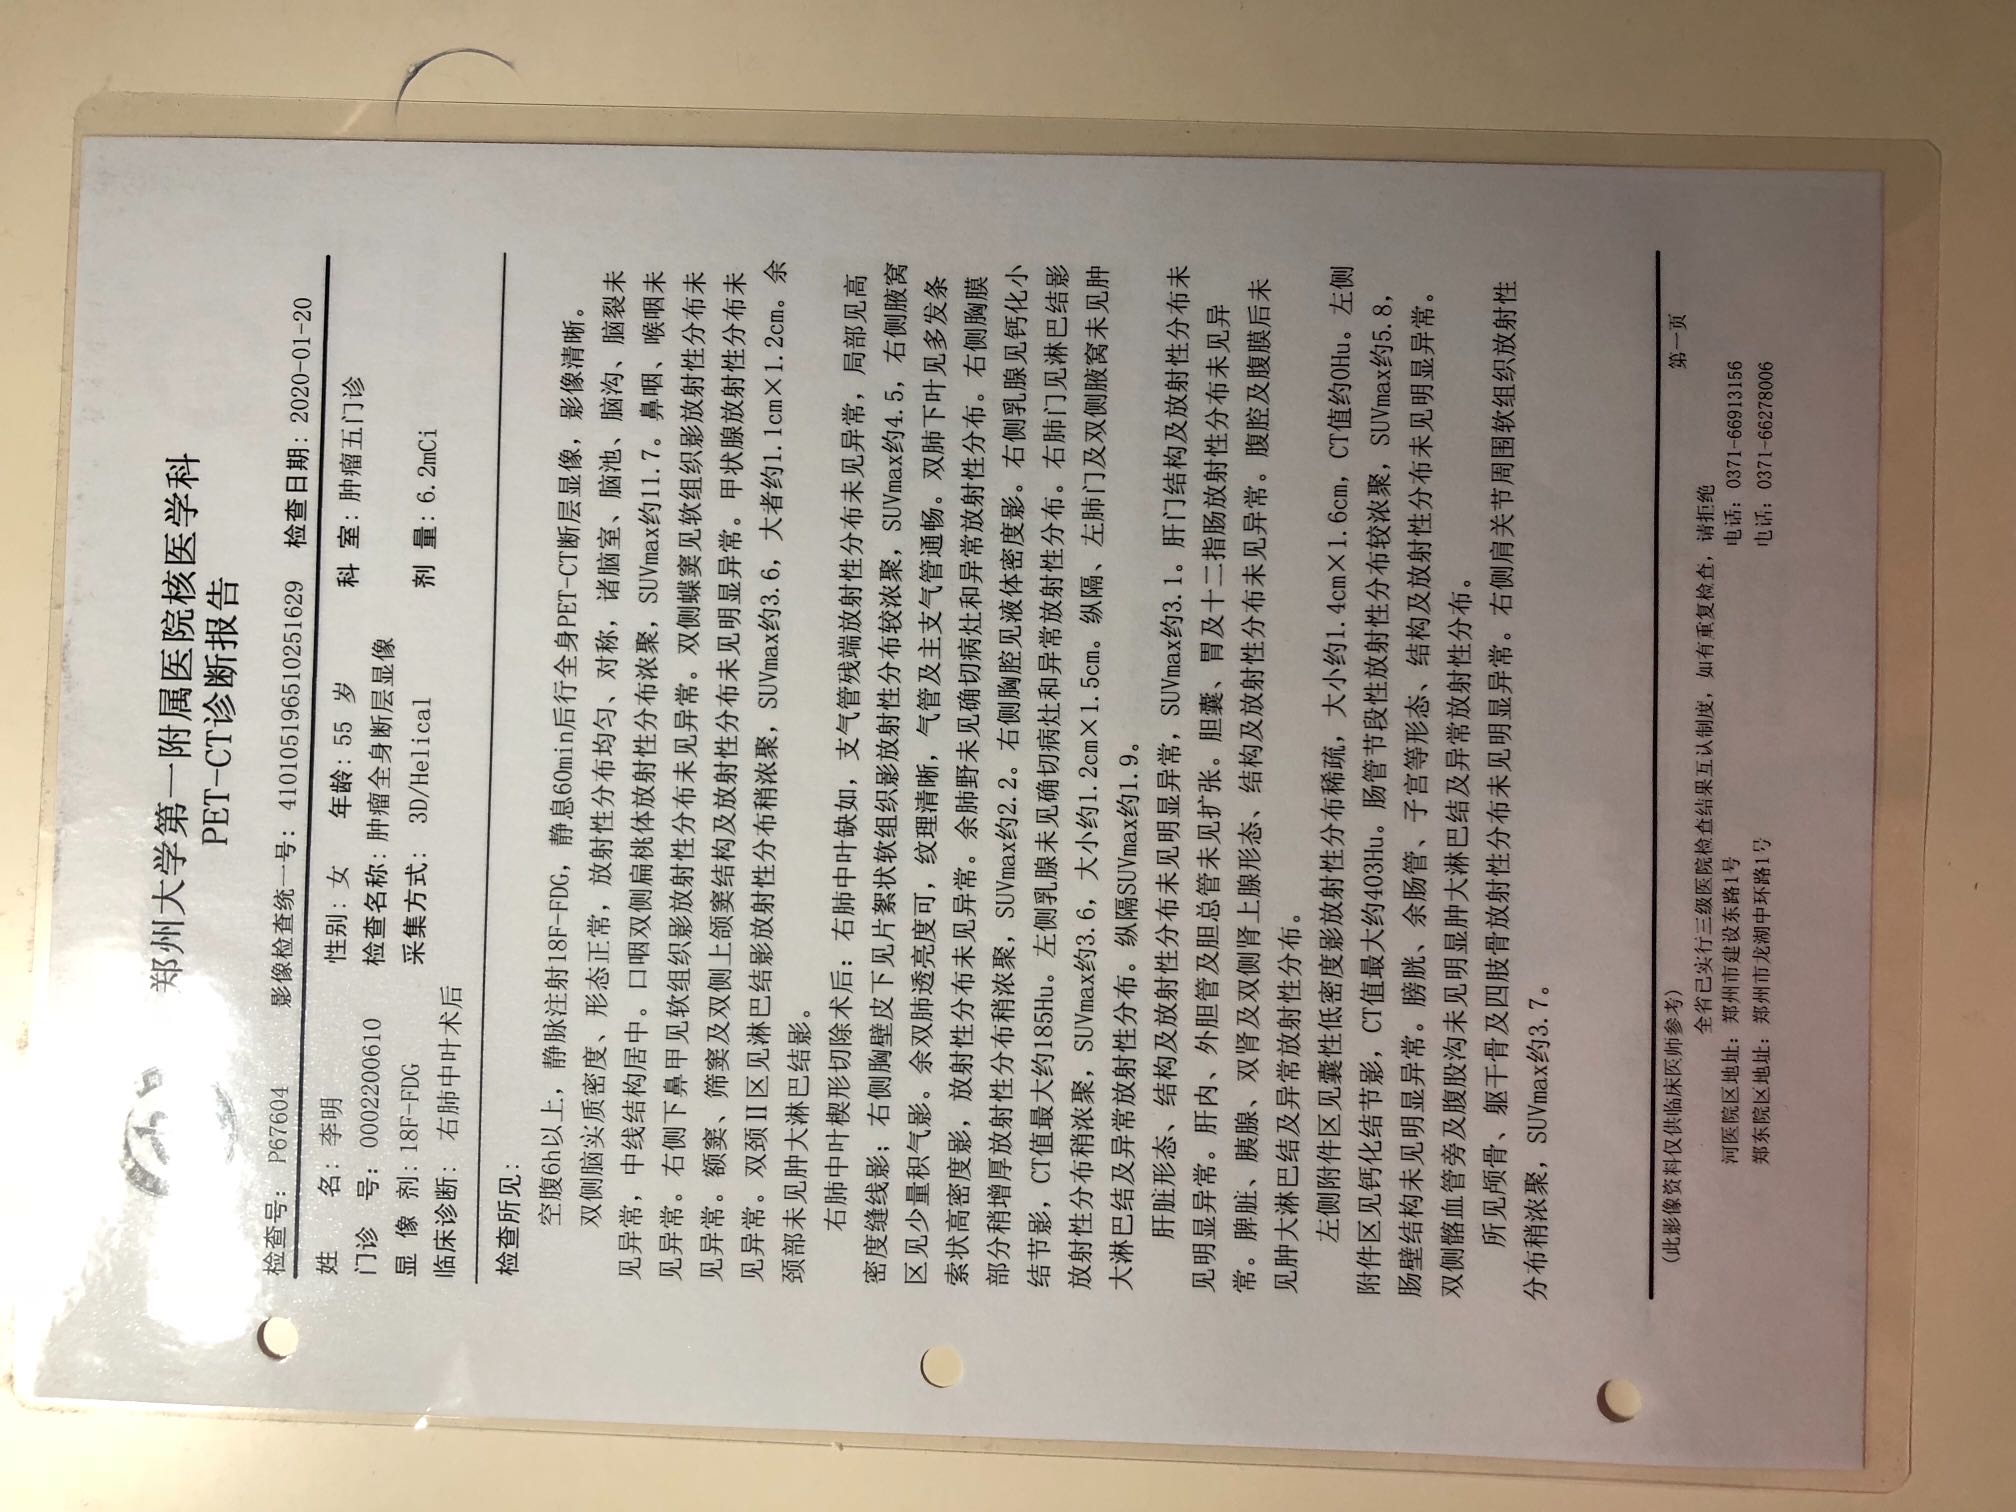 郑州大学第一附属医院核医学科
PET-CT诊断报告
检查号: P67604 影像检查统一号: 41010519651025​1629 检查日期: 2020-01-20
姓 名: 李明 性别: 女 年龄: 55 岁 科 室: 肿瘤五门诊
门诊 号: 0002200610 检查名称: 肿瘤全身断层显像
显 像 剂: 18F-FDG 采集方式: 3D/Helical 剂 量: 6.2mCi
临床诊断: 右肺中叶术后
检查所见:
空腹6h以上, 静脉注射18F-FDG, 静息60min后行全身PET-CT断层显像, 影像清晰。
双侧脑实质密度、形态正常, 放射性分布均匀、对称, 诸脑室、脑池、脑沟、脑裂未
见异常, 中线结构居中。口咽双侧扁桃体放射性分布浓聚, SUVmax约11.7。鼻咽、喉咽未
见异常。右侧下鼻甲见软组织影放射性分布未见异常。双侧蝶窦见软组织影放射性分布未
见异常。额窦、筛窦及双侧上颌窦结构及放射性分布未见明显异常。甲状腺放射性分布未
见异常。双颈II区见淋巴结影放射性分布稍浓聚, SUVmax约3.6, 大者约1.1cm×1.2cm。余
颈部未见肿大淋巴结影。
右肺中叶楔形切除术后: 右肺中叶缺如, 支气管残端放射性分布未见异常, 局部见高
密度缝线影; 右侧胸壁皮下见片絮状软组织影放射性分布较浓聚, SUVmax约4.5, 右侧腋窝
区见少量积气影。余双肺透亮度可, 纹理清晰, 气管及主支气管通畅。双肺下叶见多发条
索状高密度影, 放射性分布未见异常。余肺野未见确切病灶和异常放射性分布。右侧胸膜
部分稍增厚放射性分布稍浓聚, SUVmax约2.2。右侧胸腔见液体密度影。右侧乳腺见钙化小
结节影, CT值最大约185Hu。左侧乳腺未见确切病灶和异常放射性分布。右肺门见淋巴结影
放射性分布稍浓聚, SUVmax约3.6, 大小约1.2cm×1.5cm。纵隔、左肺门及双侧腋窝未见肿
大淋巴结及异常放射性分布。纵隔SUVmax约1.9。
肝脏形态、结构及放射性分布未见明显异常, SUVmax约3.1。肝门结构及放射性分布未
见明显异常。肝内、外胆管及胆总管未见扩张。胆囊、胃及十二指肠放射性分布未见异
常。脾脏、胰腺、双肾及双侧肾上腺形态、结构及放射性分布未见异常。腹腔及腹膜后未
见肿大淋巴结及异常放射性分布。
左侧附件区见囊性低密度影放射性分布稀疏, 大小约1.4cm×1.6cm, CT值约0Hu。左侧
附件区见钙化结节影, CT值最大约403Hu。肠管节段性放射性分布较浓聚, SUVmax约5.8,
肠壁结构未见明显异常。膀胱、余肠管、子宫等形态、结构及放射性分布未见明显异常。
双侧髂血管旁及腹股沟未见明显肿大淋巴结及异常放射性分布。
所见颅骨、躯干骨及四肢骨放射性分布未见明显异常。右侧肩关节周围软组织放射性
分布稍浓聚, SUVmax约3.7。
(此影像资料仅供临床医师参考) 第一页
全省已实行三级医院检查结果互认制度, 如有重复检查, 请拒绝
河医院区地址: 郑州市建设东路1号 电话: 0371-66913156
郑东院区地址: 郑州市龙湖中环路1号 电话: 0371-66278006